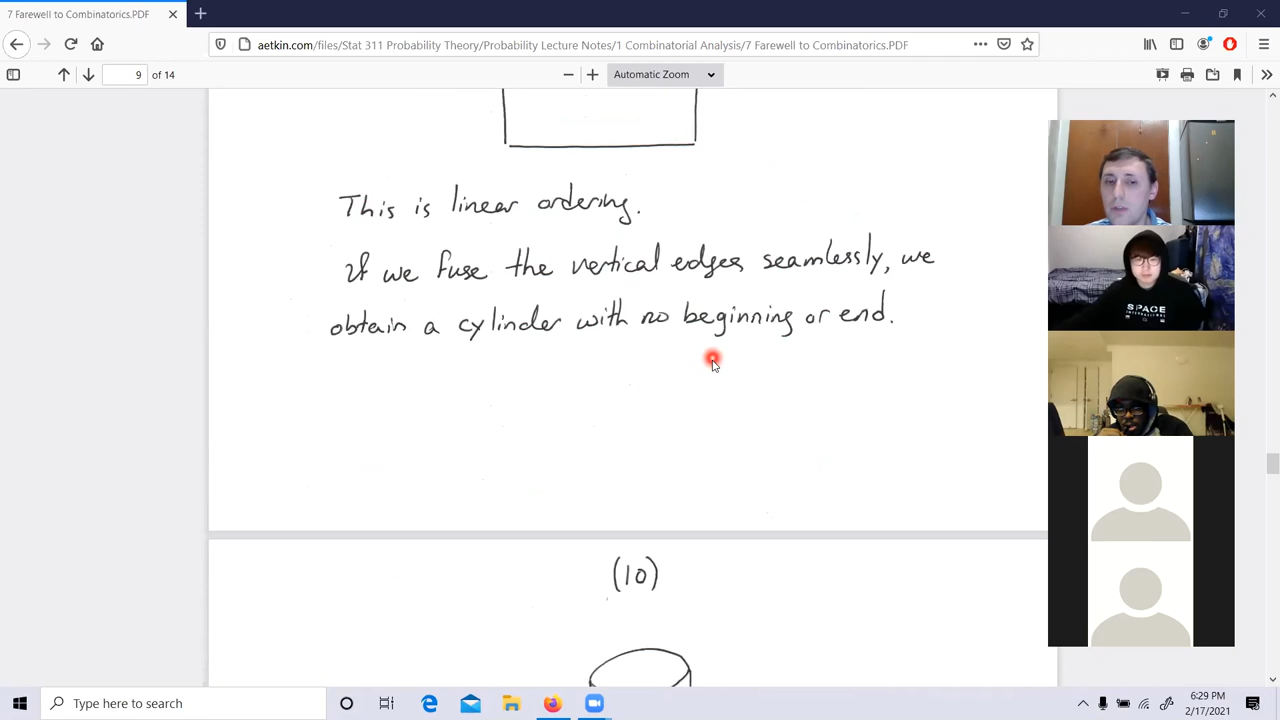 7 Farewell to Combinatorics.PDF
aetkin.com/files/Stat 311 Probability Theory/Probability Lecture Notes/1 Combinatorial Analysis/7 Farewell to Combinatorics.PDF
9 of 14
Automatic Zoom
This is linear ordering.
If we fuse the vertical edges seamlessly, we
obtain a cylinder with no beginning or end.
(10)
SPACE
INTERNATIONAL
Type here to search
6:29 PM
2/17/2021